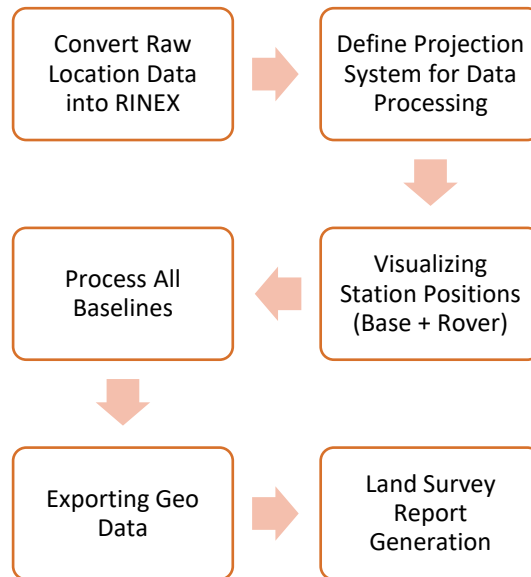 Convert Raw
Location Data
into RINEX
Define Projection
System for Data
Processing
Visualizing
Station Positions
(Base + Rover)
Process All
Baselines
Exporting Geo
Data
Land Survey
Report
Generation